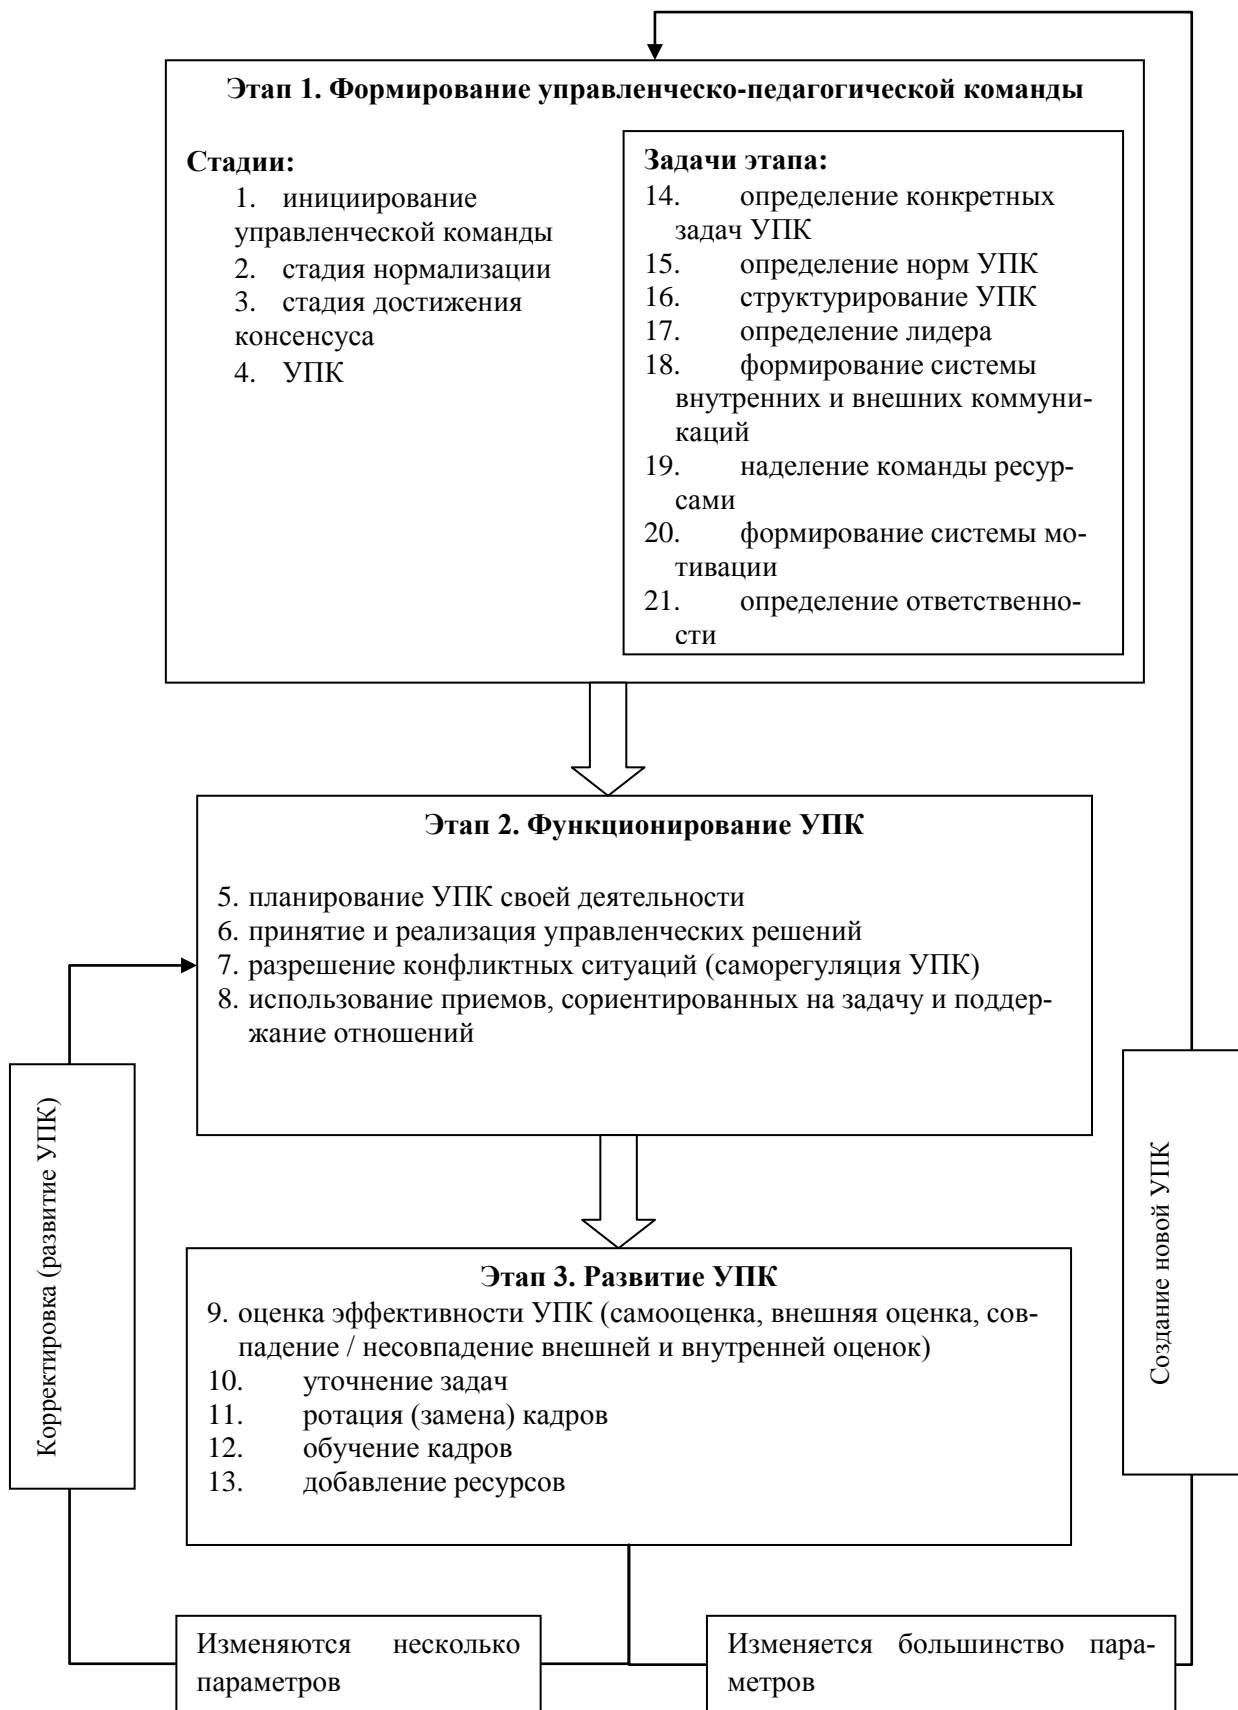 Этап 1. Формирование управленческо-педагогической команды
Стадии:
1. инициирование
управленческой команды
2. стадия нормализации
3. стадия достижения
консенсуса
4. УПК
Задачи этапа:
14. определение конкретных
задач УПК
15. определение норм УПК
16. структурирование УПК
17. определение лидера
18. формирование системы
внутренних и внешних коммуни-
каций
19. наделение команды ресур-
сами
20. формирование системы мо-
тивации
21. определение ответственно-
сти
Этап 2. Функционирование УПК
5. планирование УПК своей деятельности
6. принятие и реализация управленческих решений
7. разрешение конфликтных ситуаций (саморегуляция УПК)
8. использование приемов, сориентированных на задачу и поддер-
жание отношений
Корректировка (развитие УПК)
Создание новой УПК
Этап 3. Развитие УПК
9. оценка эффективности УПК (самооценка, внешняя оценка, сов-
падение / несовпадение внешней и внутренней оценок)
10. уточнение задач
11. ротация (замена) кадров
12. обучение кадров
13. добавление ресурсов
Изменяются несколько
параметров
Изменяется большинство пара-
метров